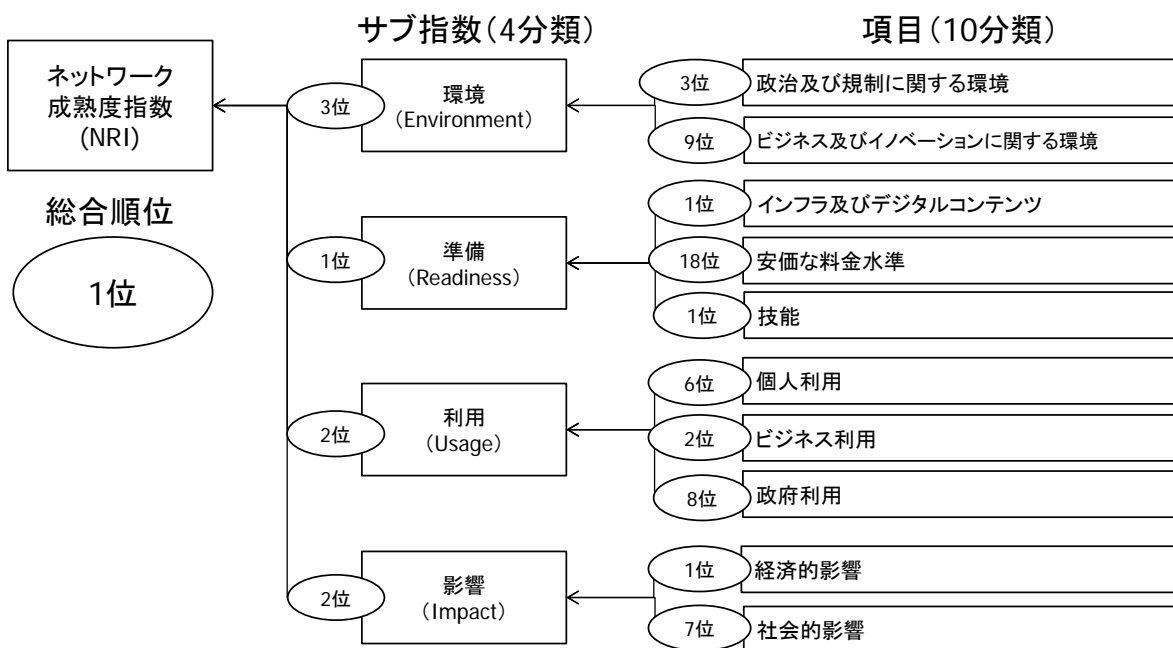 サブ指数(4分類)
項目(10分類)
ネットワーク
成熟度指数
(NRI)
総合順位
1位
3位
環境
(Environment)
3位
政治及び規制に関する環境
9位
ビジネス及びイノベーションに関する環境
1位
準備
(Readiness)
1位
インフラ及びデジタルコンテンツ
18位
安価な料金水準
1位
技能
2位
利用
(Usage)
6位
個人利用
2位
ビジネス利用
8位
政府利用
2位
影響
(Impact)
1位
経済的影響
7位
社会的影響